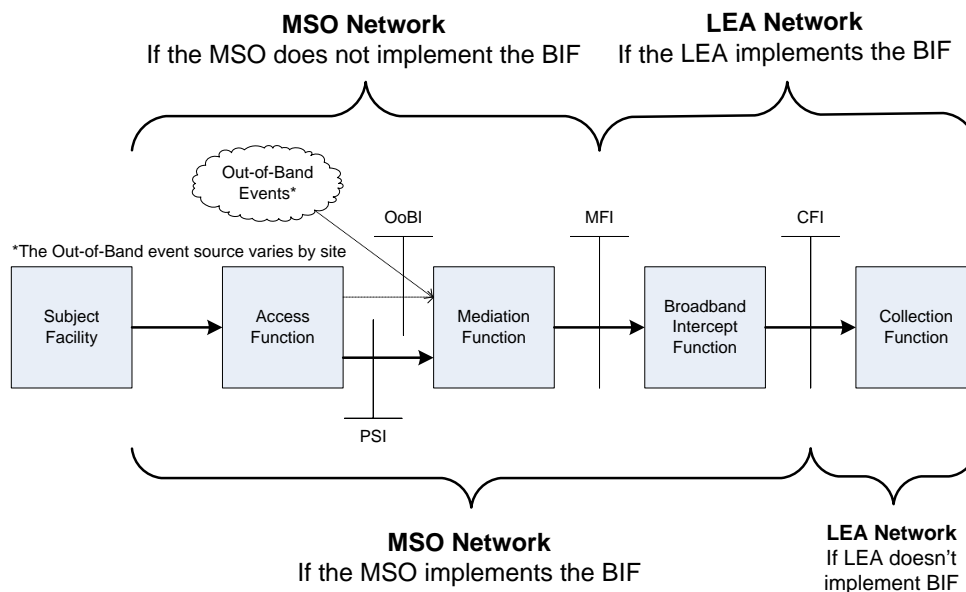 MSO Network
If the MSO does not implement the BIF
LEA Network
If the LEA implements the BIF
Out-of-Band
Events*
OoBI
MFI
CFI
*The Out-of-Band event source varies by site
Subject
Facility
Access
Function
Mediation
Function
Broadband
Intercept
Function
Collection
Function
PSI
MSO Network
If the MSO implements the BIF
LEA Network
If LEA doesn't
implement BIF